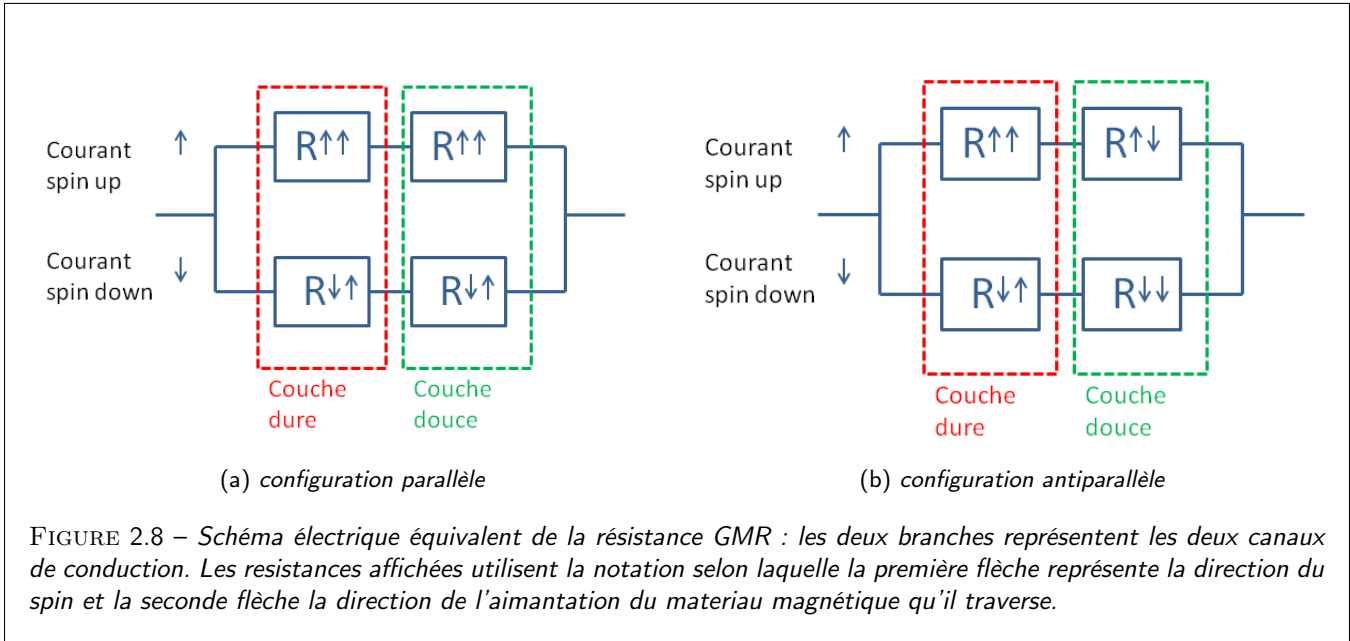 Courant ↑
spin up
R↑↑ R↑↑
Courant ↓
spin down
R↓↑ R↓↑
Couche
dure
Couche
douce
(a) configuration parallèle
Courant ↑
spin up
R↑↑ R↑↓
Courant ↓
spin down
R↓↑ R↓↓
Couche
dure
Couche
douce
(b) configuration antiparallèle
FIGURE 2.8 – Schéma électrique équivalent de la résistance GMR : les deux branches représentent les deux canaux
de conduction. Les resistances affichées utilisent la notation selon laquelle la première flèche représente la direction du
spin et la seconde flèche la direction de l'aimantation du materiau magnétique qu'il traverse.